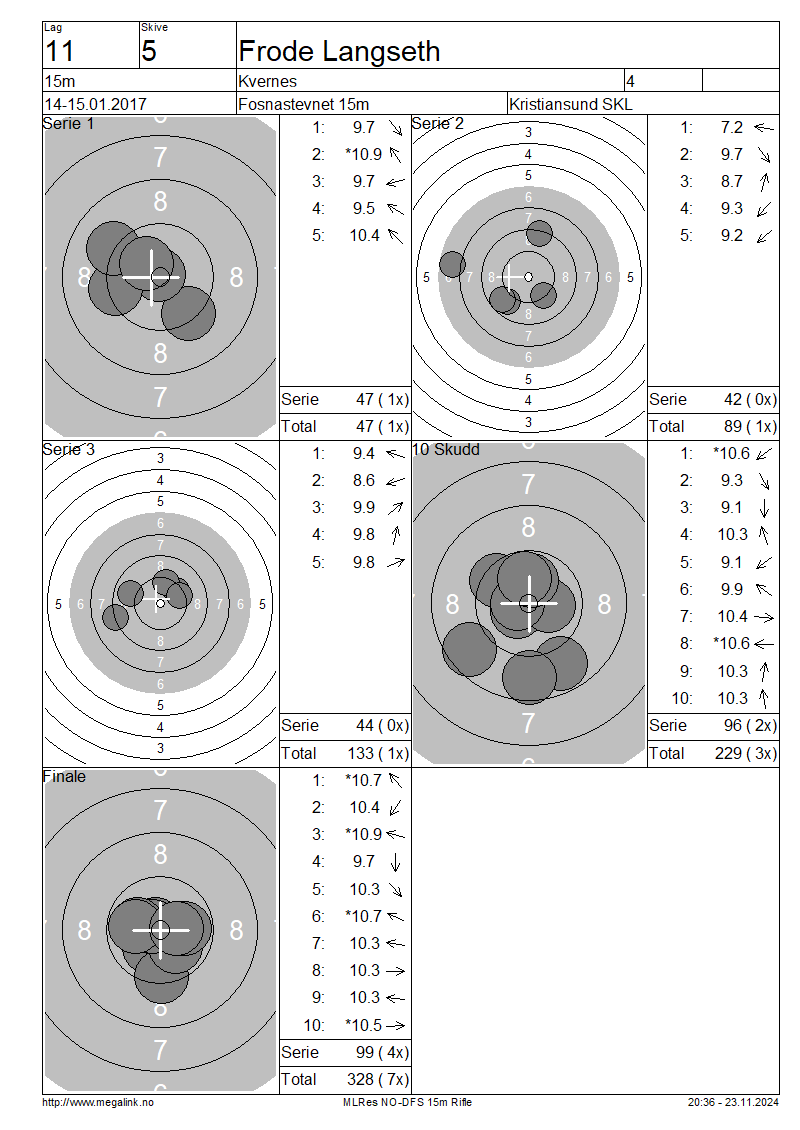 Lag
Skive
11
5
Frode Langseth
15m
Kvernes
4
14-15.01.2017
Fosnastevnet 15m
Kristiansund SKL
Serie 1
7
8
8
8
8
7
1: 9.7
2: *10.9
3: 9.7
4: 9.5
5: 10.4
Serie 47 ( 1x)
Total 47 ( 1x)
Serie 2
3
4
5
6
7
5 6 7 8 8 7 6 5
8
7
6
5
4
3
1: 7.2
2: 9.7
3: 8.7
4: 9.3
5: 9.2
Serie 42 ( 0x)
Total 89 ( 1x)
Serie 3
3
4
5
6
7
8
5 6 7 8 7 6 5
8
7
6
5
4
3
1: 9.4
2: 8.6
3: 9.9
4: 9.8
5: 9.8
Serie 44 ( 0x)
Total 133 ( 1x)
10 Skudd
7
8
8
8
7
1: *10.6
2: 9.3
3: 9.1
4: 10.3
5: 9.1
6: 9.9
7: 10.4
8: *10.6
9: 10.3
10: 10.3
Serie 96 ( 2x)
Total 229 ( 3x)
Finale
7
8
8
8
8
7
1: *10.7
2: 10.4
3: *10.9
4: 9.7
5: 10.3
6: *10.7
7: 10.3
8: 10.3
9: 10.3
10: *10.5
Serie 99 ( 4x)
Total 328 ( 7x)
http://www.megalink.no
MLRes NO-DFS 15m Rifle
20:36 - 23.11.2024